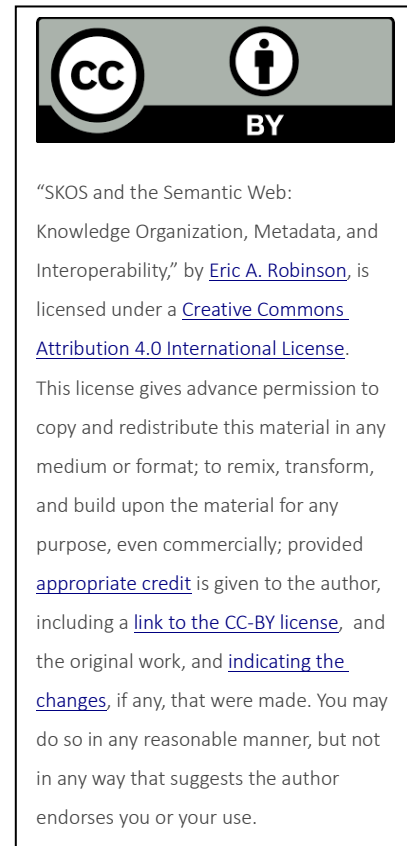 CC
BY
“SKOS and the Semantic Web:
Knowledge Organization, Metadata, and
Interoperability,” by Eric A. Robinson, is
licensed under a Creative Commons
Attribution 4.0 International License.
This license gives advance permission to
copy and redistribute this material in any
medium or format; to remix, transform,
and build upon the material for any
purpose, even commercially; provided
appropriate credit is given to the author,
including a link to the CC-BY license,  and
the original work, and indicating the
changes, if any, that were made. You may
do so in any reasonable manner, but not
in any way that suggests the author
endorses you or your use.